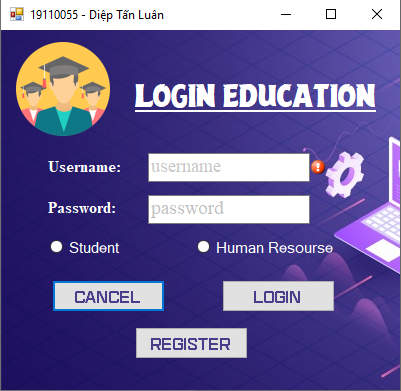 19110055 - Diệp Tấn Luân
LOGIN EDUCATION
Username: username
Password: password
Student Human Resourse
CANCEL LOGIN
REGISTER